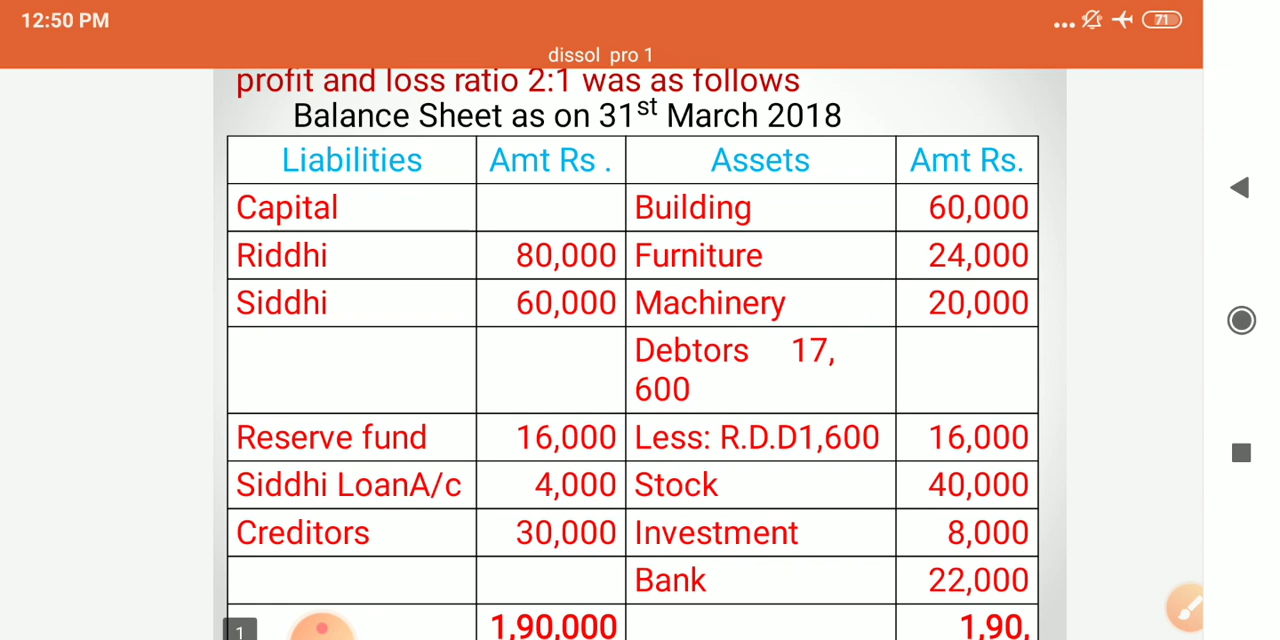 12:50 PM
71
dissol pro 1
profit and loss ratio 2:1 was as follows
Balance Sheet as on 31st March 2018
Liabilities Amt Rs . Assets Amt Rs.
Capital Building 60,000
Riddhi 80,000 Furniture 24,000
Siddhi 60,000 Machinery 20,000
Debtors 17,
600
Reserve fund 16,000 Less: R.D.D1,600 16,000
Siddhi LoanA/c 4,000 Stock 40,000
Creditors 30,000 Investment 8,000
Bank 22,000
1,90,000 1,90,
1